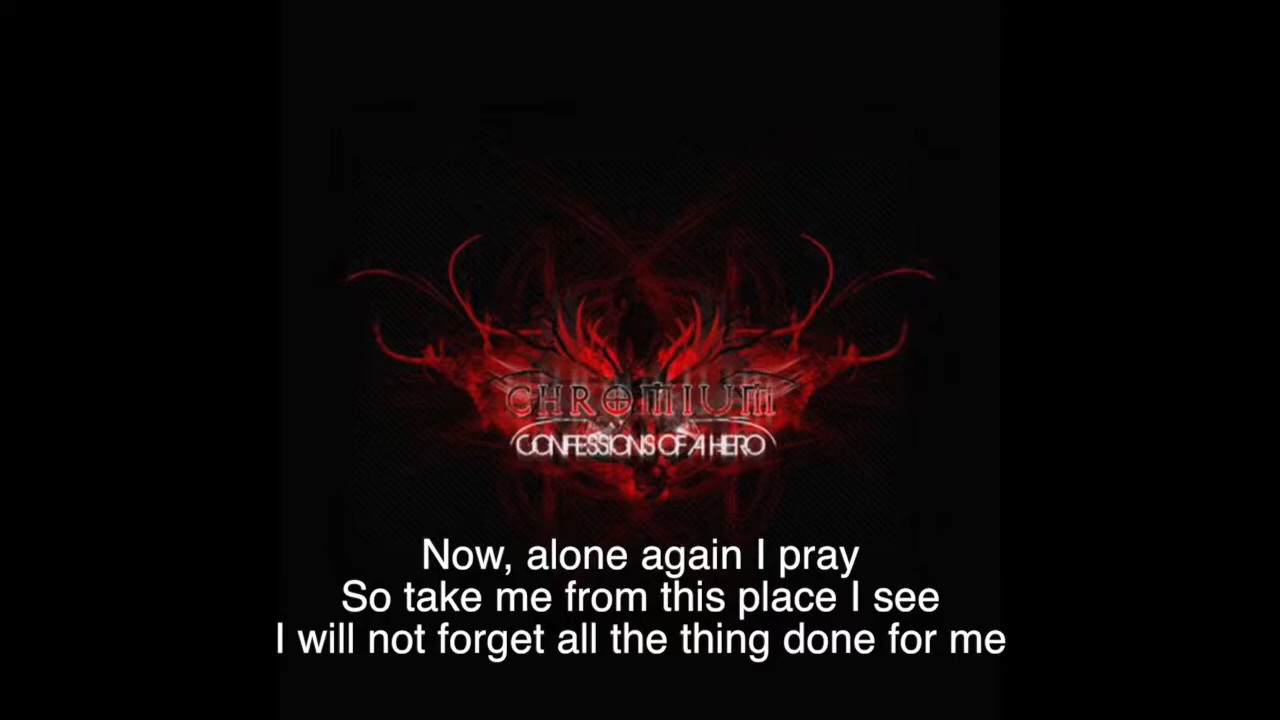 CHROMIUM
CONFESSIONS OF A HERO
Now, alone again I pray
So take me from this place I see
I will not forget all the thing done for me